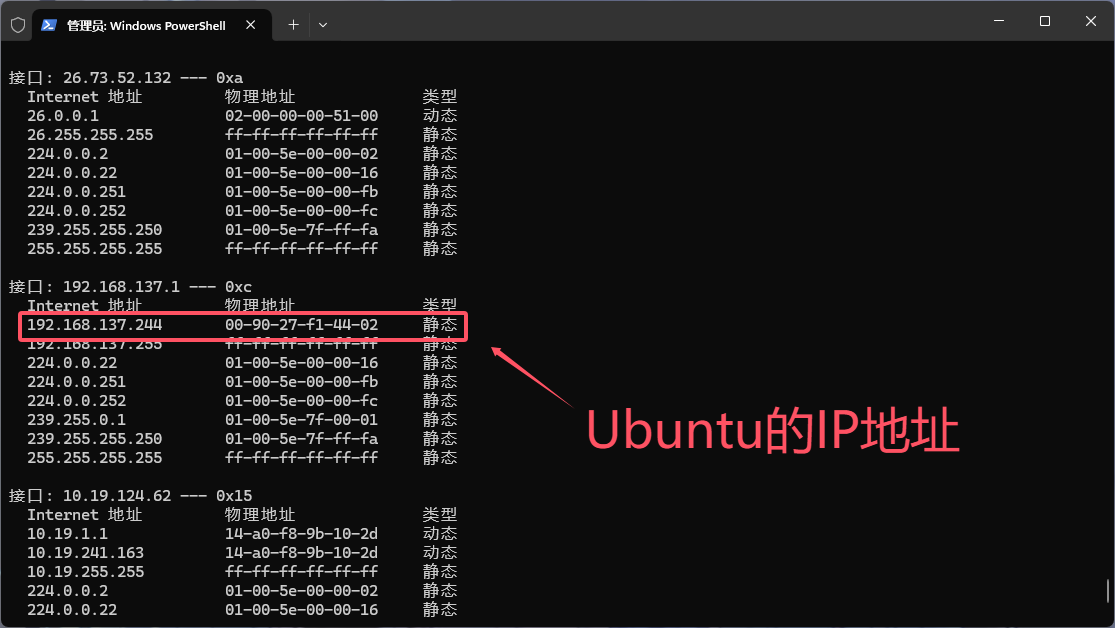 管理员: Windows PowerShell
接口: 26.73.52.132 --- 0xa
Internet 地址 物理地址 类型
26.0.0.1 02-00-00-00-51-00 动态
26.255.255.255 ff-ff-ff-ff-ff-ff 静态
224.0.0.2 01-00-5e-00-00-02 静态
224.0.0.22 01-00-5e-00-00-16 静态
224.0.0.251 01-00-5e-00-00-fb 静态
224.0.0.252 01-00-5e-00-00-fc 静态
239.255.255.250 01-00-5e-7f-ff-fa 静态
255.255.255.255 ff-ff-ff-ff-ff-ff 静态
接口: 192.168.137.1 --- 0xc
Internet 地址 物理地址 类型
192.168.137.244 00-90-27-f1-44-02 静态
192.168.137.255 ff-ff-ff-ff-ff-ff 静态
224.0.0.22 01-00-5e-00-00-16 静态
224.0.0.251 01-00-5e-00-00-fb 静态
224.0.0.252 01-00-5e-00-00-fc 静态
239.255.0.1 01-00-5e-7f-00-01 静态
239.255.255.250 01-00-5e-7f-ff-fa 静态
255.255.255.255 ff-ff-ff-ff-ff-ff 静态
Ubuntu的IP地址
接口: 10.19.124.62 --- 0x15
Internet 地址 物理地址 类型
10.19.1.1 14-a0-f8-9b-10-2d 动态
10.19.241.163 14-a0-f8-9b-10-2d 动态
10.19.255.255 ff-ff-ff-ff-ff-ff 静态
224.0.0.2 01-00-5e-00-00-02 静态
224.0.0.22 01-00-5e-00-00-16 静态